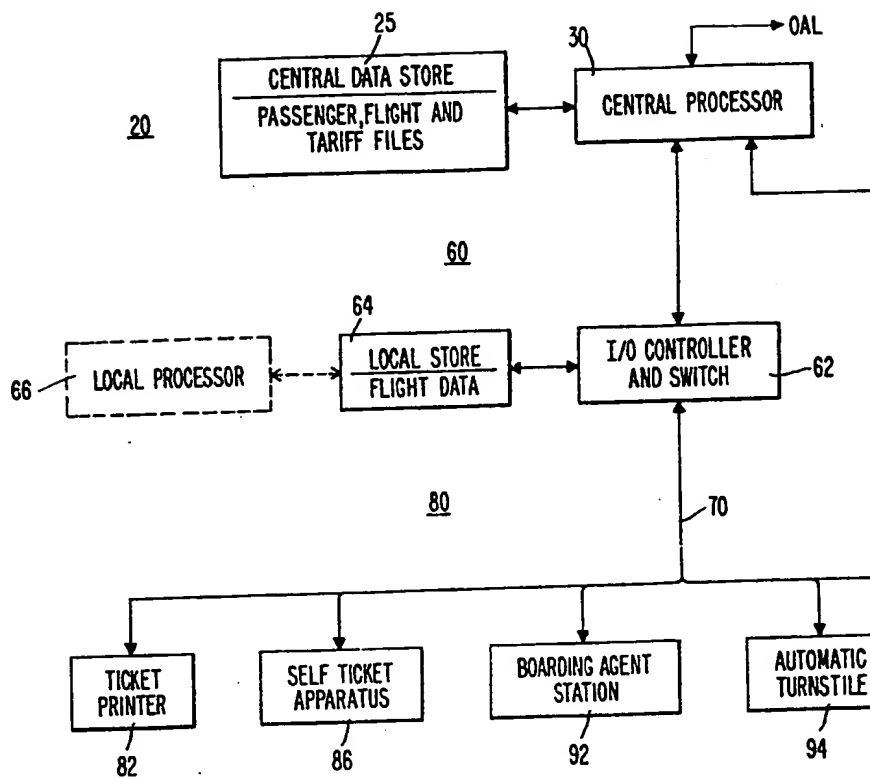 OAL
25
30
CENTRAL DATA STORE
PASSENGER, FLIGHT AND
TARIFF FILES
CENTRAL PROCESSOR
20
60
64
66
LOCAL PROCESSOR
LOCAL STORE
FLIGHT DATA
I/O CONTROLLER
AND SWITCH
62
80
70
TICKET
PRINTER
SELF TICKET
APPARATUS
BOARDING AGENT
STATION
AUTOMATIC
TURNSTILE
82
86
92
94